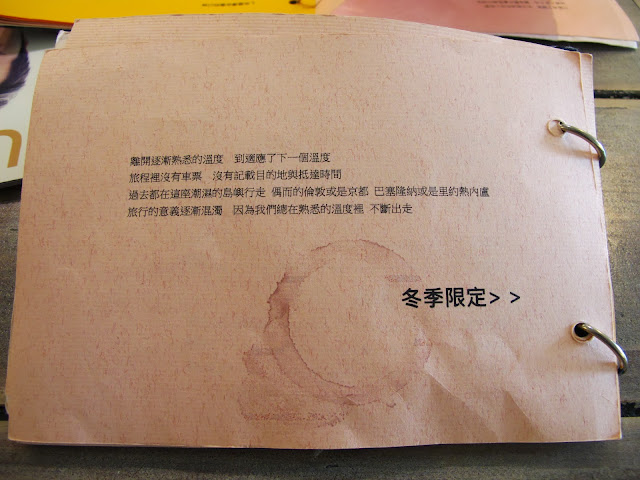 離開逐漸熟悉的溫度 到適應了下一個溫度
旅程裡沒有車票 沒有記載目的地與抵達時間
過去都在這座潮濕的島嶼行走 偶而的倫敦或是京都 巴塞隆納或是里約熱內盧
旅行的意義逐漸混濁 因為我們總在熟悉的溫度裡 不斷出走
冬季限定> >